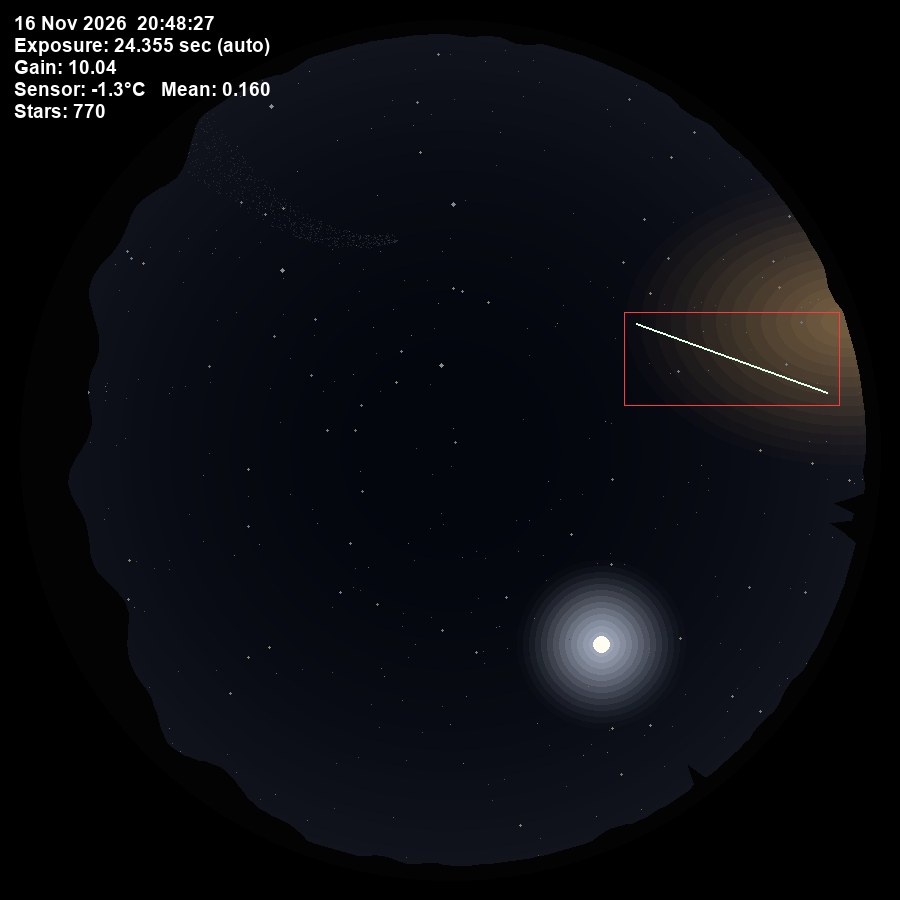 16 Nov 2026 20:48:27
Exposure: 24.355 sec (auto)
Gain: 10.04
Sensor: -1.3°C Mean: 0.160
Stars: 770